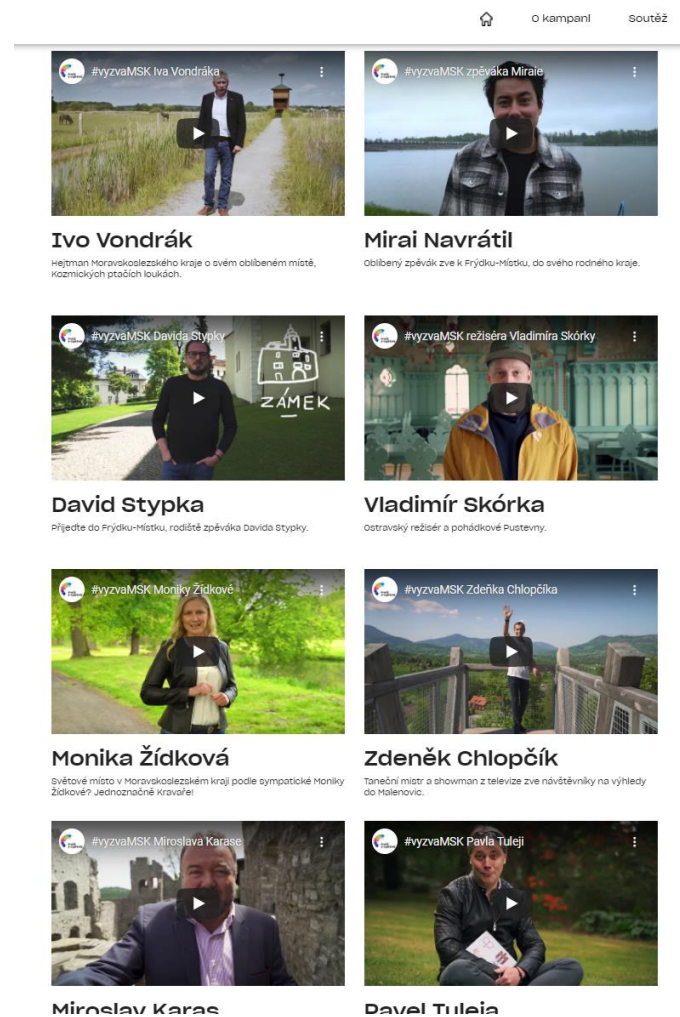 O kampani
Soutěž
#vyzvaMSK Iva Vondráka
#vyzvaMSK zpěváka Miraie
Ivo Vondrák
Hejtman Moravskoslezského kraje o svém oblíbeném místě,
Kozmických ptačích loukách.
Mirai Navrátil
Oblíbený zpěvák zve k Frýdku-Místku, do svého rodného kraje.
#vyzvaMSK Davida Stypky
ZÁMEK
#vyzvaMSK režiséra Vladimíra Skórky
David Stypka
Přijeďte do Frýdku-Místku, rodiště zpěváka Davida Stypky.
Vladimír Skórka
Ostravský režisér a pohádkové Pustevny.
#vyzvaMSK Moniky Žídkové
#vyzvaMSK Zdeňka Chlopčíka
Monika Žídková
Světové místo v Moravskoslezském kraji podle sympatické Moniky
Žídkové? Jednoznačně Kravaře!
Zdeněk Chlopčík
Taneční mistr a showman z televize zve návštěvníky na výhledy
do Malenovic.
#vyzvaMSK Miroslava Karase
#vyzvaMSK Pavla Tuleji
Miroslav Karas
Pavel Tuleja